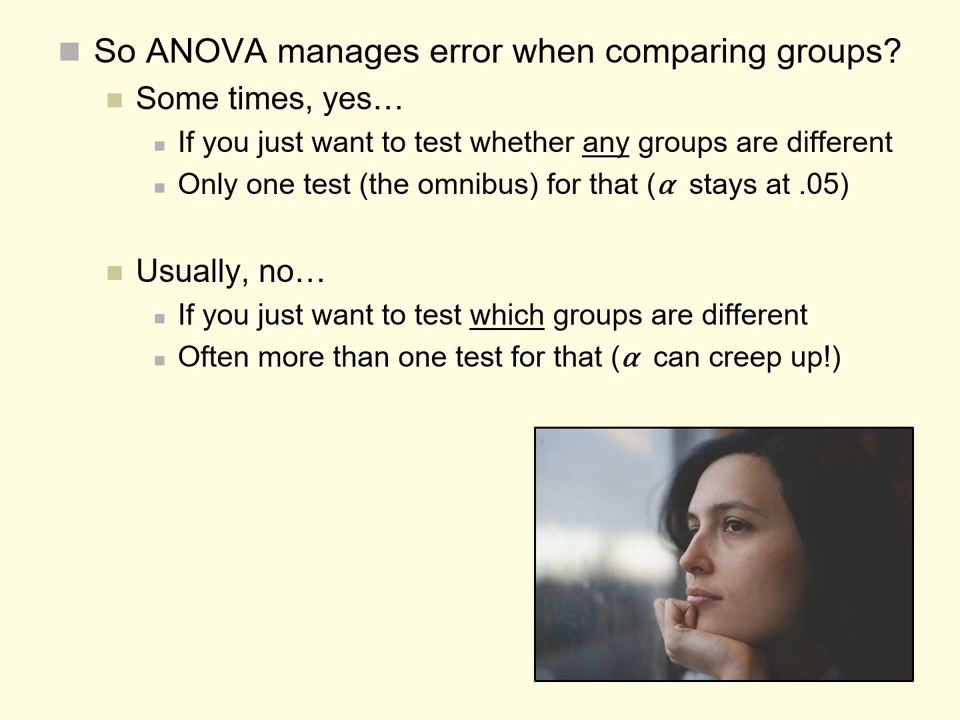 So ANOVA manages error when comparing groups?
Some times, yes…
If you just want to test whether any groups are different
Only one test (the omnibus) for that (α stays at .05)
Usually, no…
If you just want to test which groups are different
Often more than one test for that (α can creep up!)